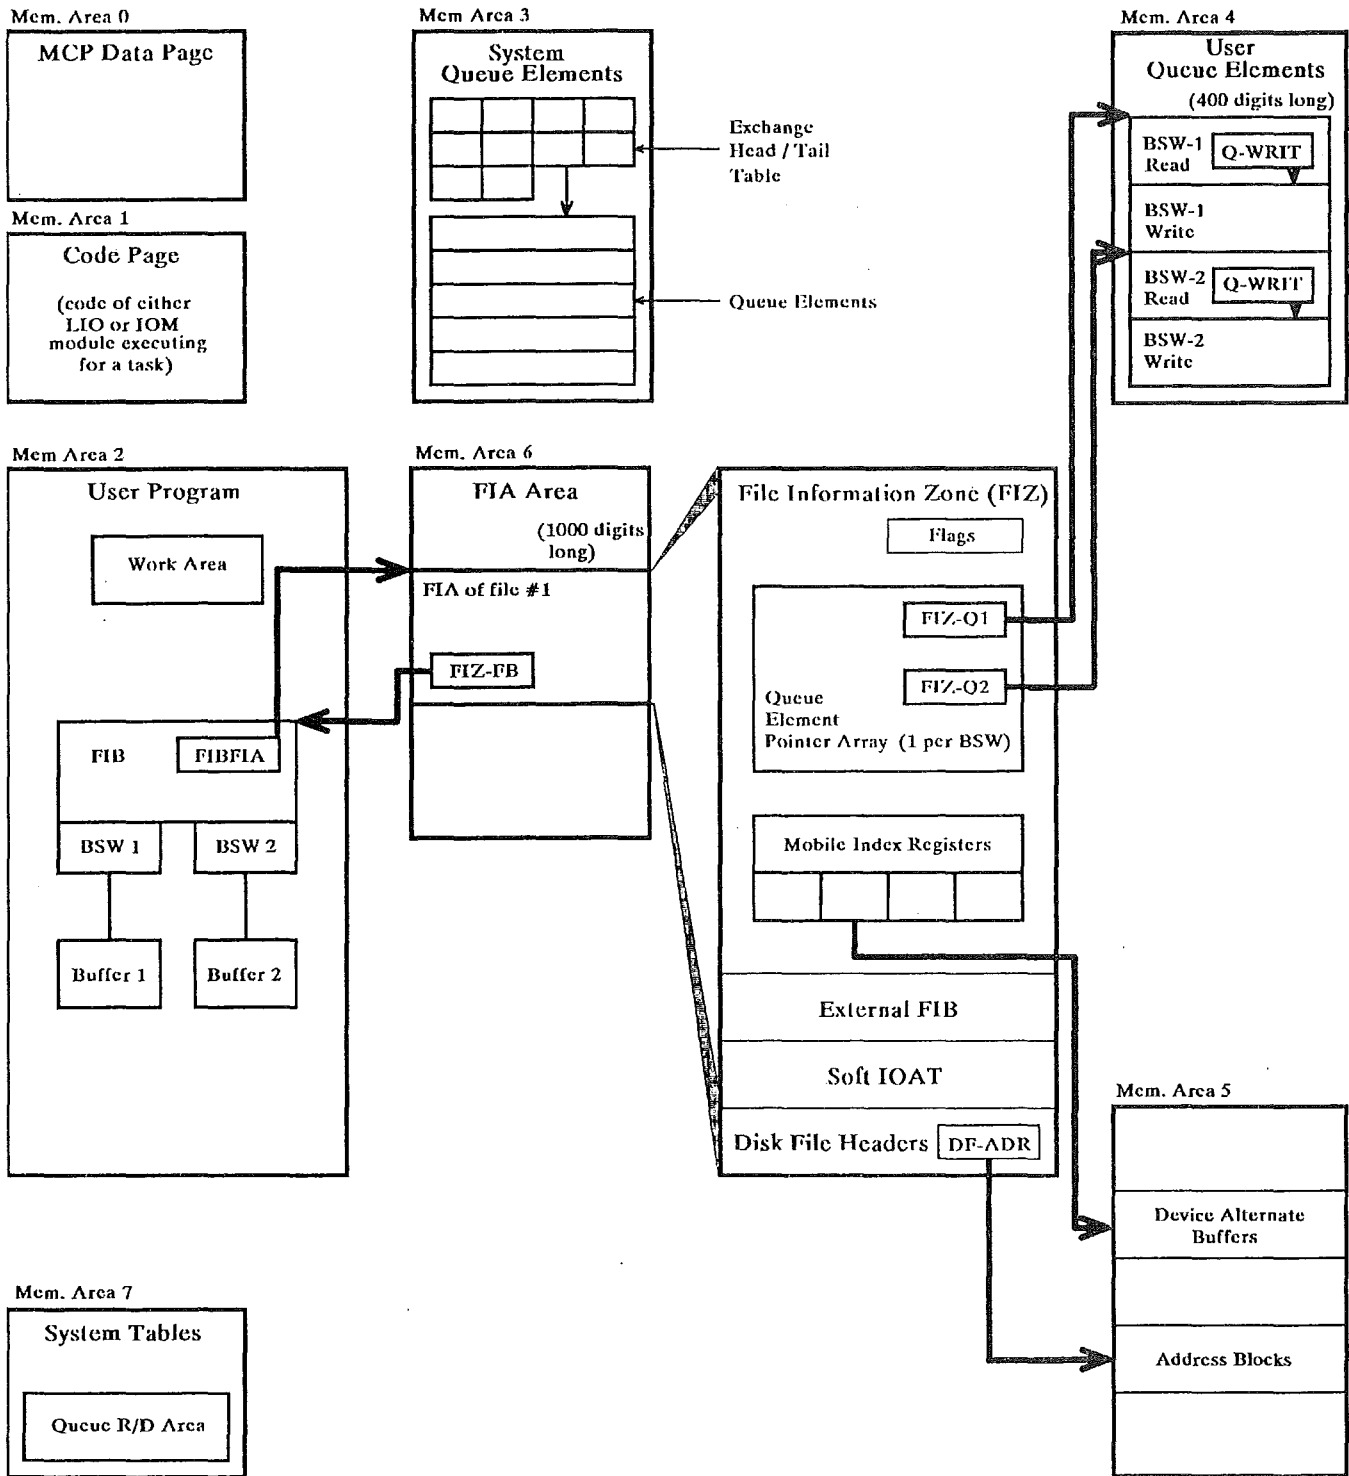 Mem. Area 0
MCP Data Page
Mem. Area 1
Code Page
(code of either
LIO or IOM
module executing
for a task)
Mem Area 3
System
Queue Elements
Exchange
Head / Tail
Table
Queue Elements
Mem. Area 4
User
Queue Elements
(400 digits long)
BSW-1
Read
Q-WRIT
BSW-1
Write
BSW-2
Read
Q-WRIT
BSW-2
Write
Mem Area 2
User Program
Work Area
FIB
FIBFIA
BSW 1
BSW 2
Buffer 1
Buffer 2
Mem. Area 6
FIA Area
(1000 digits
long)
FIA of file #1
FIZ-FB
File Information Zone (FIZ)
Flags
FIZ-Q1
FIZ-Q2
Queue
Element
Pointer Array (1 per BSW)
Mobile Index Registers
External FIB
Soft IOAT
Disk File Headers
DF-ADR
Mem. Area 5
Device Alternate
Buffers
Address Blocks
Mem. Area 7
System Tables
Queue R/D Area